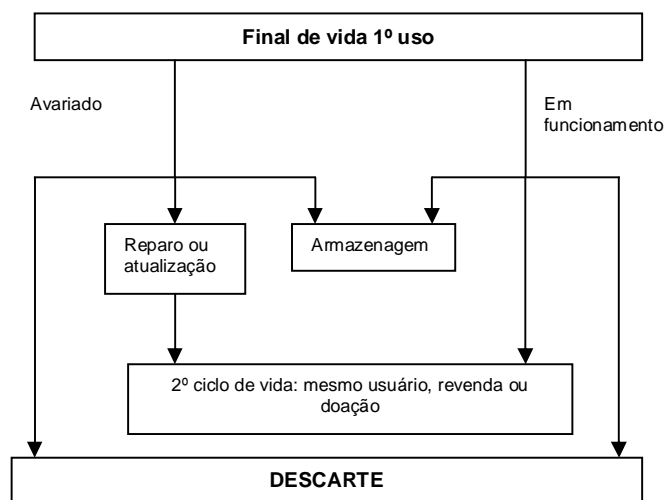 Final de vida 1º uso
Avariado
Em
funcionamento
Reparo ou
atualização
Armazenagem
2º ciclo de vida: mesmo usuário, revenda ou
doação
DESCARTE